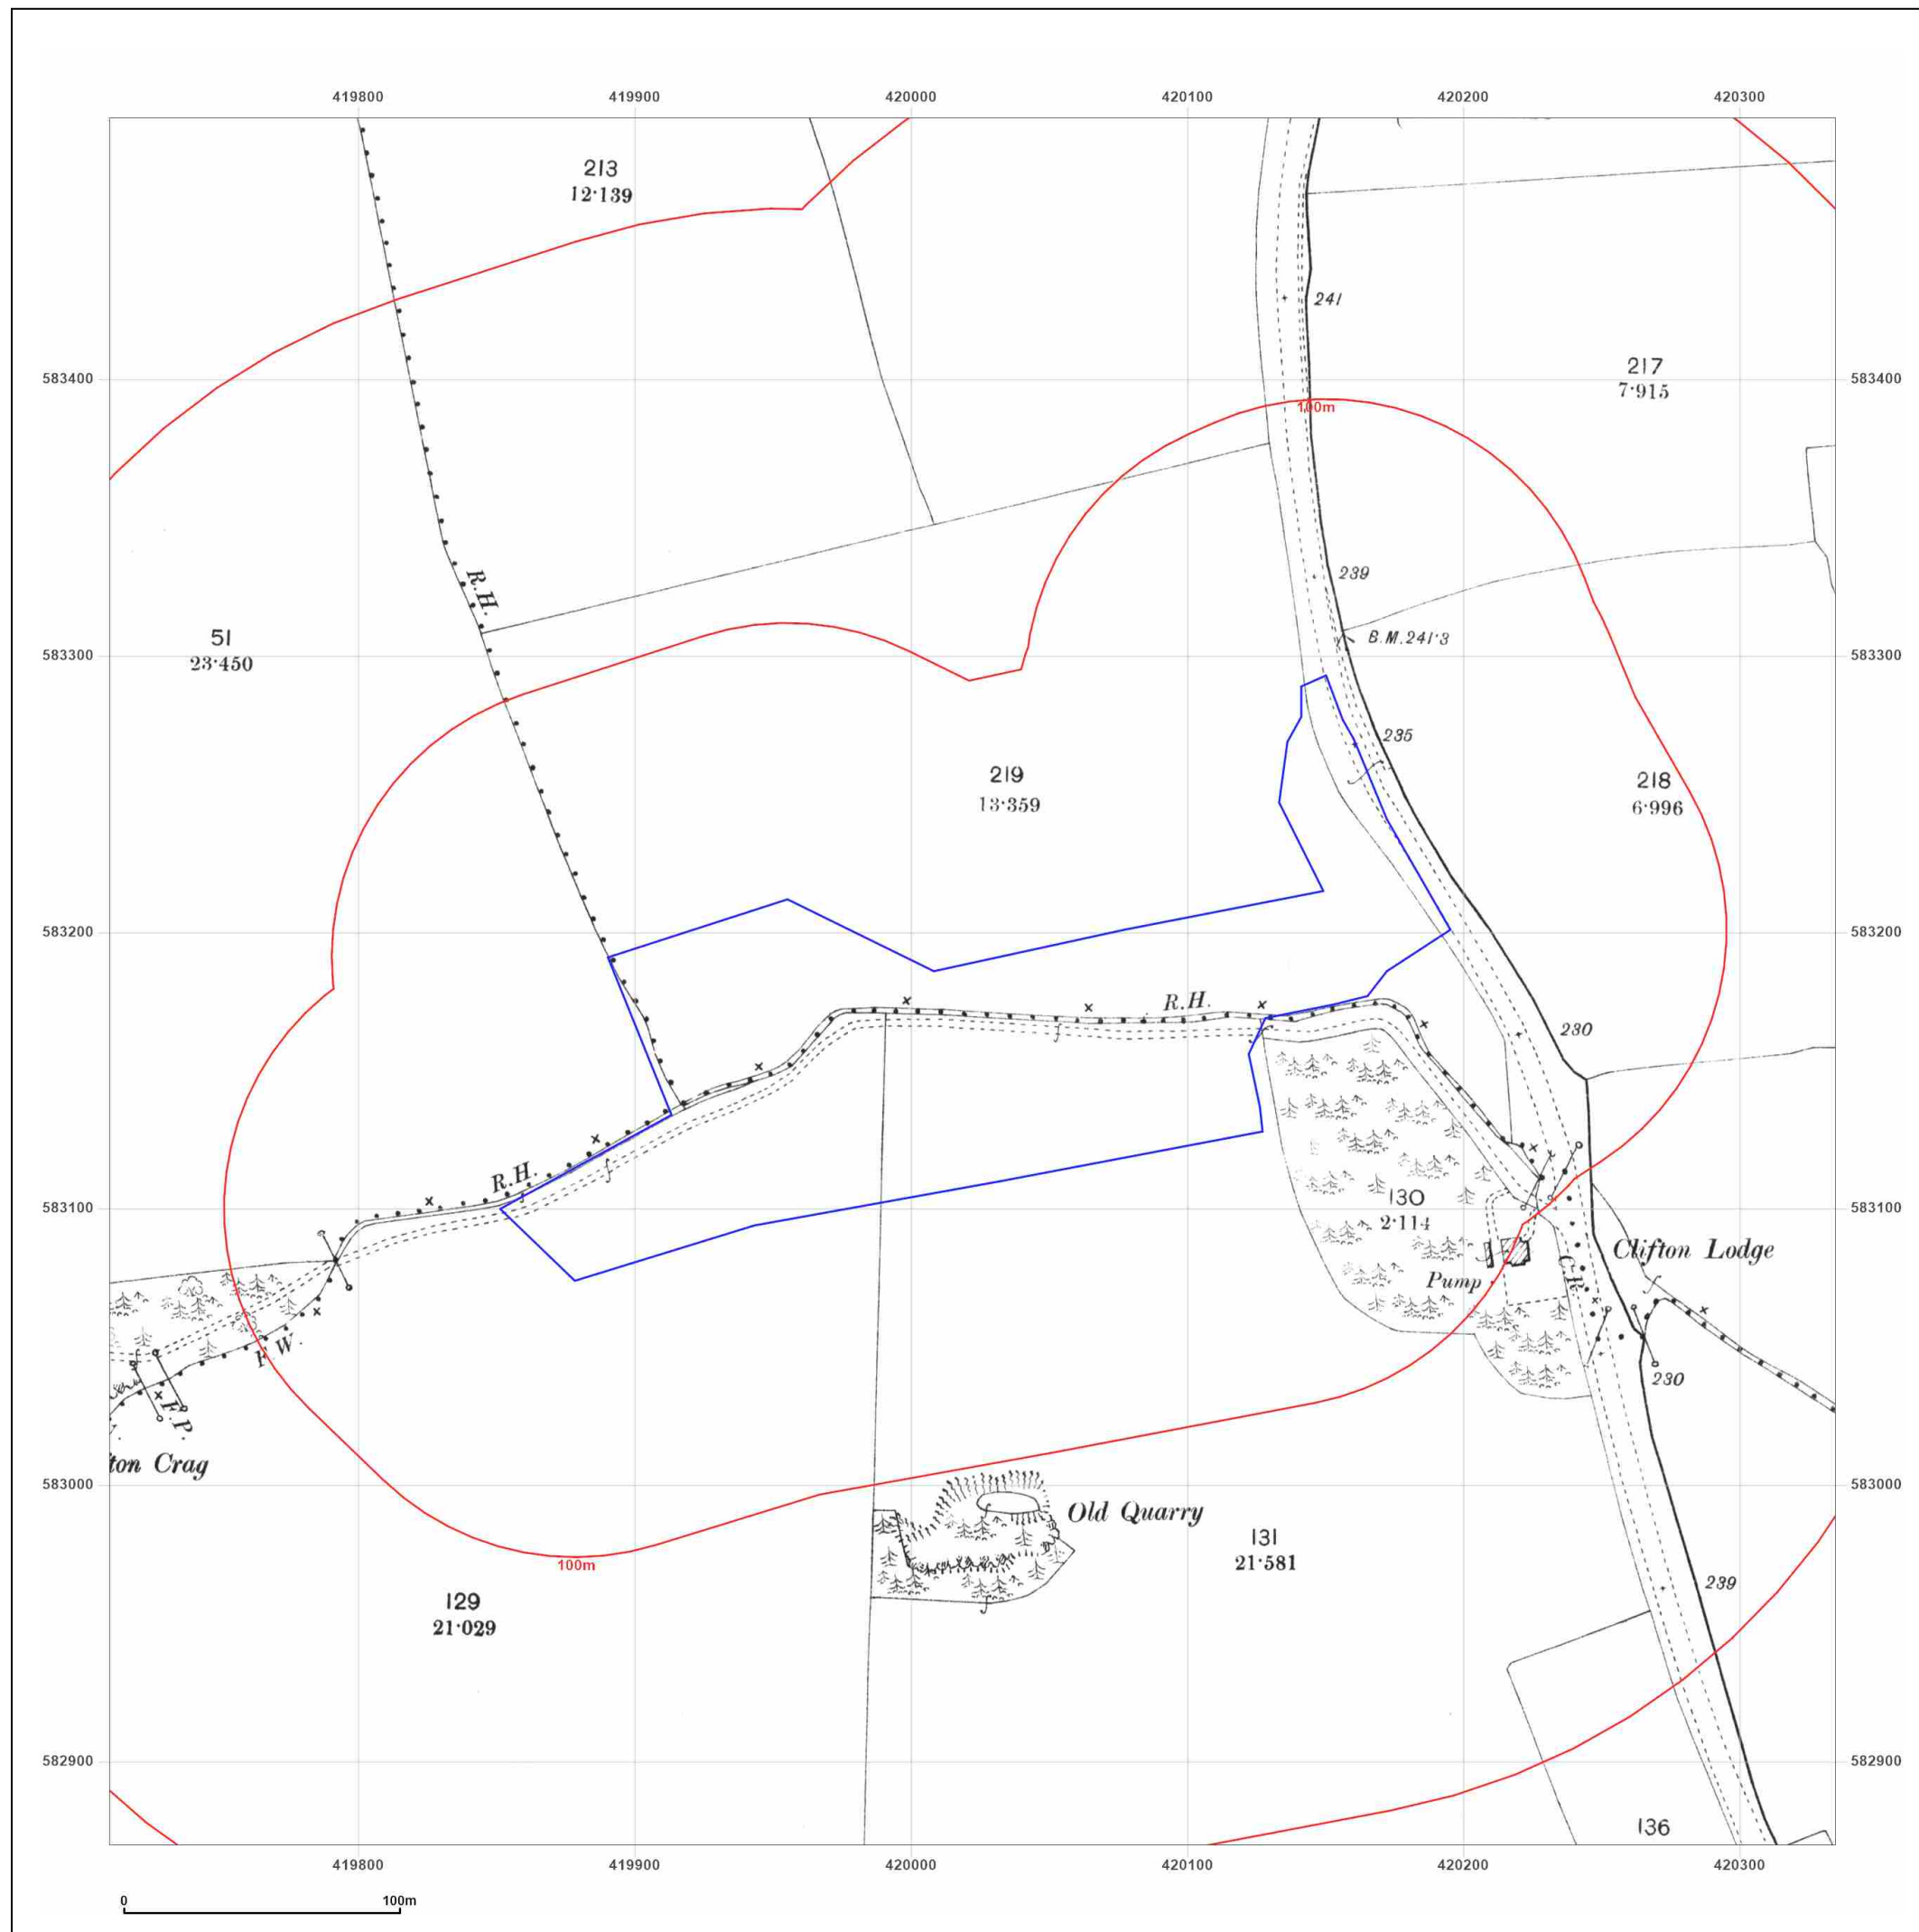 419800 419900 420000 420100 420200 420300
213
12·139
241
583400 583400
217
7·915
100m
R.H.
239
B.M.241·3
51
23·450
583300 583300
235
219
13·359
218
6·996
583200 583200
R.H.
230
R.H.
130
2·114
583100 583100
Clifton Lodge
C.R.
Pump
F.W.
230
F.P.
ton Crag
583000 583000
Old Quarry
131
21·581
100m
239
129
21·029
582900 582900
136
419800 419900 420000 420100 420200 420300
0 100m